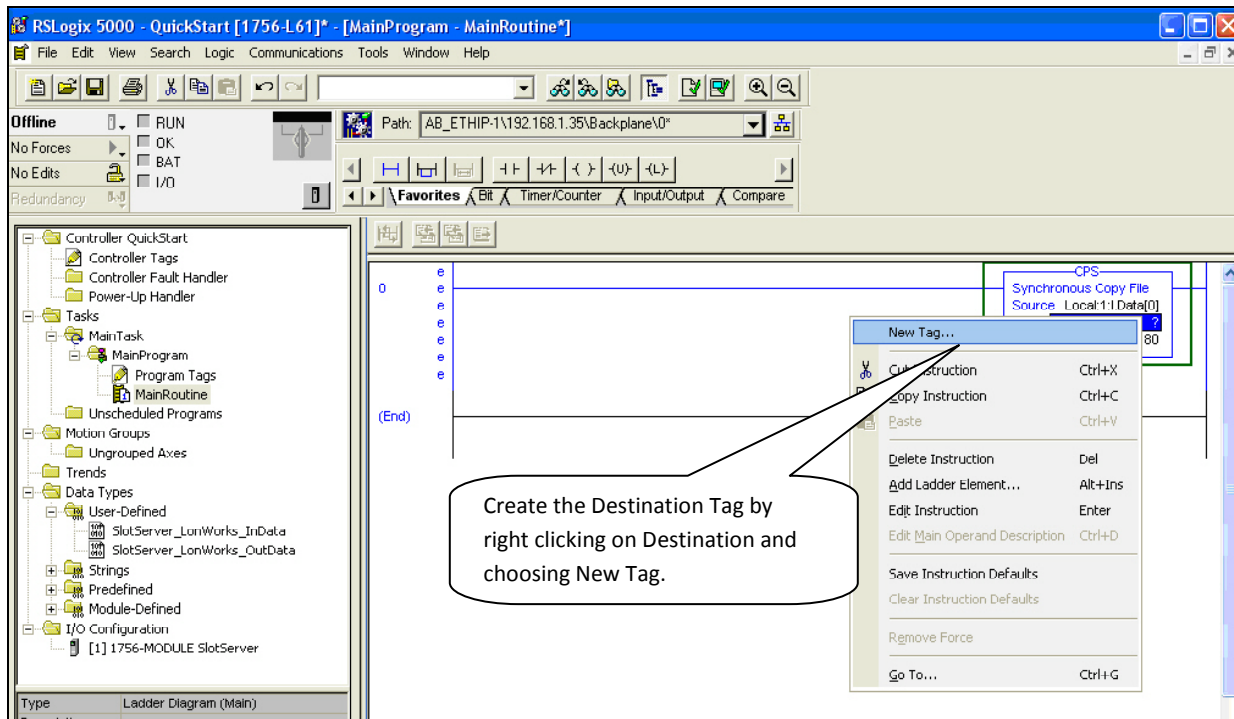 RSLogix 5000 - QuickStart [1756-L61]* - [MainProgram - MainRoutine*]
File Edit View Search Logic Communications Tools Window Help
Offline
RUN
No Forces
OK
No Edits
BAT
Redundancy
I/O
Path: AB_ETHIP-1\192.168.1.35\Backplane\0*
Favorites Bit Timer/Counter Input/Output Compare
Controller QuickStart
Controller Tags
Controller Fault Handler
Power-Up Handler
Tasks
MainTask
MainProgram
Program Tags
MainRoutine
Unscheduled Programs
Motion Groups
Ungrouped Axes
Trends
Data Types
User-Defined
SlotServer_LonWorks_InData
SlotServer_LonWorks_OutData
Strings
Predefined
Module-Defined
I/O Configuration
[1] 1756-MODULE SlotServer
Type Ladder Diagram (Main)
e
0 e
e
e
e
e
e
(End)
CPS
Synchronous Copy File
Source Local:1:I.Data[0]
?
80
New Tag...
Cut Instruction Ctrl+X
Copy Instruction Ctrl+C
Paste Ctrl+V
Delete Instruction Del
Add Ladder Element... Alt+Ins
Edit Instruction Enter
Edit Main Operand Description Ctrl+D
Save Instruction Defaults
Clear Instruction Defaults
Remove Force
Go To... Ctrl+G
Create the Destination Tag by
right clicking on Destination and
choosing New Tag.